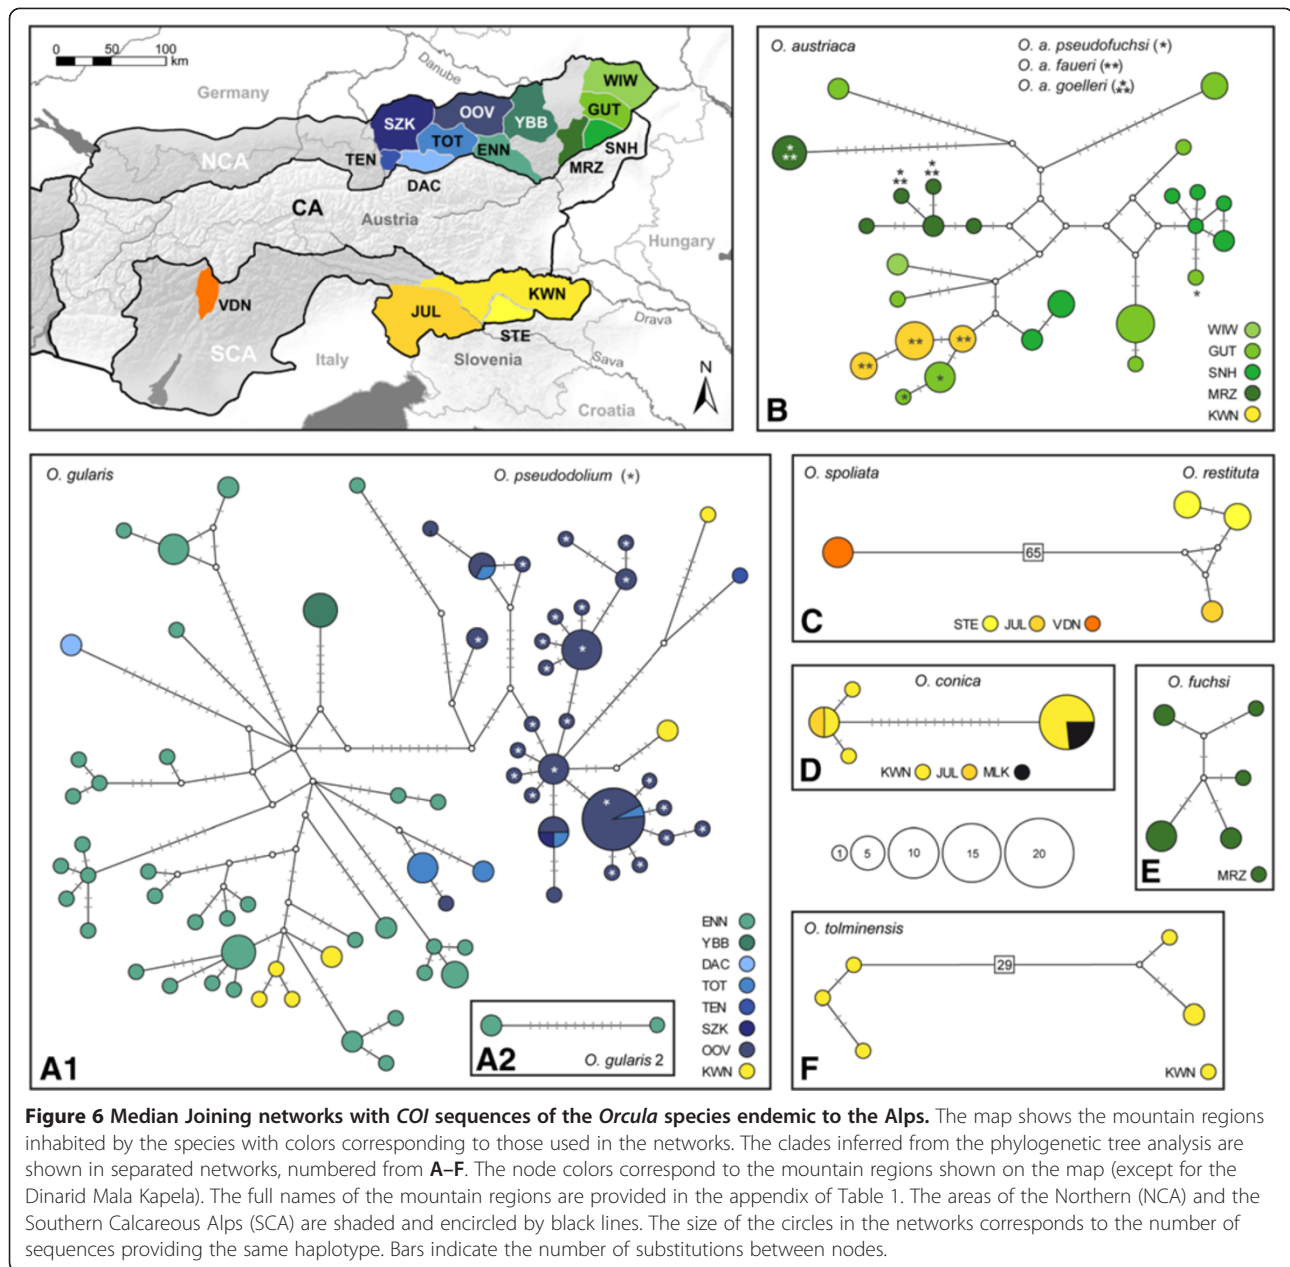 0 50 100
km
Germany
Danube
WIW
GUT
SZK
OOV
YBB
TOT
ENN
SNH
NCA
TEN
DAC
MRZ
CA
Austria
Hungary
VDN
KWN
JUL
STE
Drava
SCA
Italy
Slovenia
Sava
N
Croatia
O. austriaca
O. a. pseudofuchsi (*)
O. a. faueri (**)
O. a. goelleri (***)
*
**
*
**
*
**
*
**
**
**
*
*
WIW
GUT
SNH
MRZ
KWN
B
O. gularis
O. pseudodolium (*)
* * * * * * * * * * * * * * * * * * * * * * *
ENN
YBB
DAC
TOT
TEN
SZK
OOV
KWN
A1
A2
O. gularis 2
O. spoliata
O. restituta
65
C
STE JUL VDN
O. conica
D
KWN JUL MLK
1 5 10 15 20
O. fuchsi
E
MRZ
O. tolminensis
29
F
KWN
Figure 6 Median Joining networks with COI sequences of the Orcula species endemic to the Alps. The map shows the mountain regions
inhabited by the species with colors corresponding to those used in the networks. The clades inferred from the phylogenetic tree analysis are
shown in separated networks, numbered from A–F. The node colors correspond to the mountain regions shown on the map (except for the
Dinarid Mala Kapela). The full names of the mountain regions are provided in the appendix of Table 1. The areas of the Northern (NCA) and the
Southern Calcareous Alps (SCA) are shaded and encircled by black lines. The size of the circles in the networks corresponds to the number of
sequences providing the same haplotype. Bars indicate the number of substitutions between nodes.